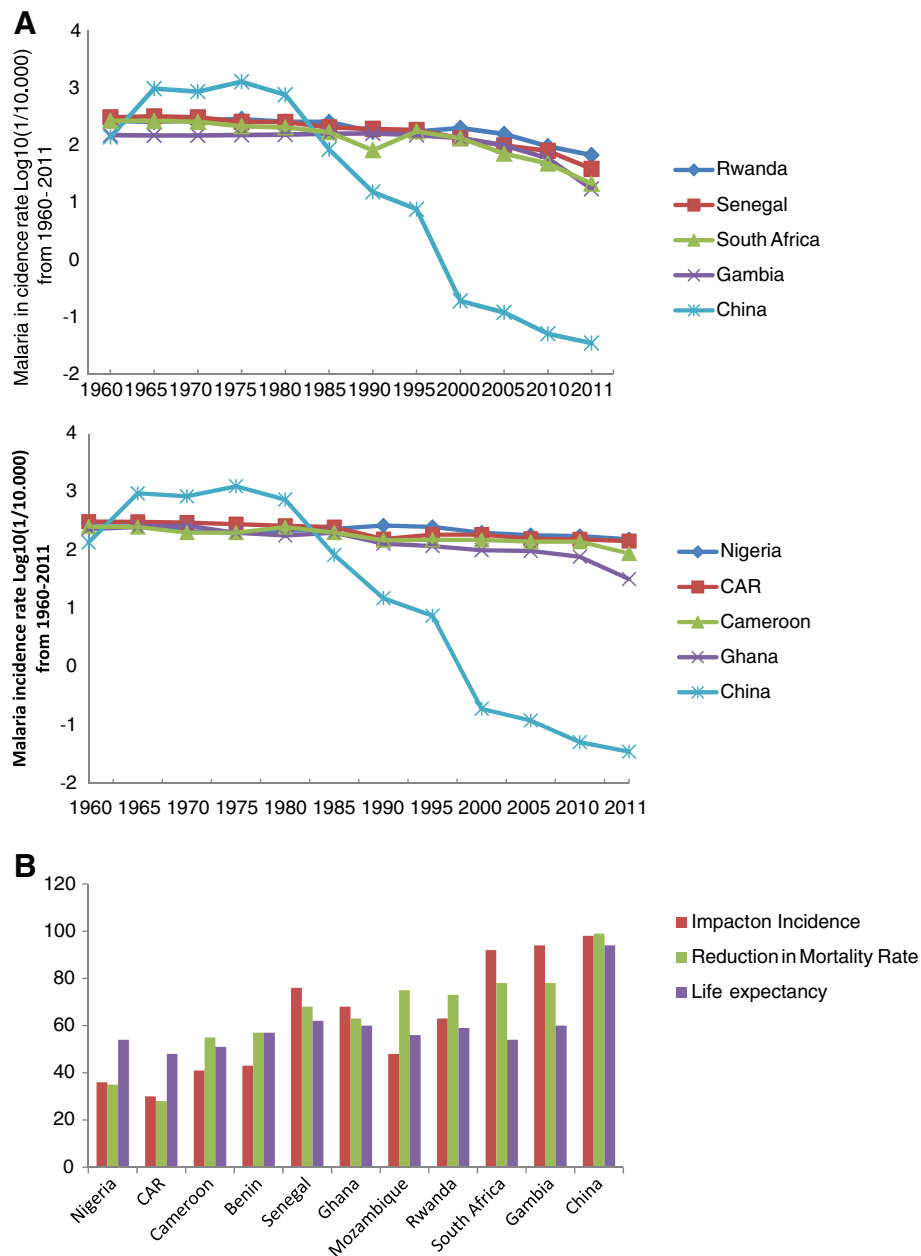 A
Malaria in cidence rate Log10(1/10.000)
from 1960-2011
4
3
2
1
0
-1
-2
1960 1965 1970 1975 1980 1985 1990 1995 2000 2005 2010 2011
Rwanda
Senegal
South Africa
Gambia
China
Malaria incidence rate Log10(1/10.000)
from 1960-2011
4
3
2
1
0
-1
-2
1960 1965 1970 1975 1980 1985 1990 1995 2000 2005 2010 2011
Nigeria
CAR
Cameroon
Ghana
China
B
120
100
80
60
40
20
0
Nigeria CAR Cameroon Benin Senegal Ghana Mozambique Rwanda South Africa Gambia China
Impacton Incidence
Reduction in Mortality Rate
Life expectancy